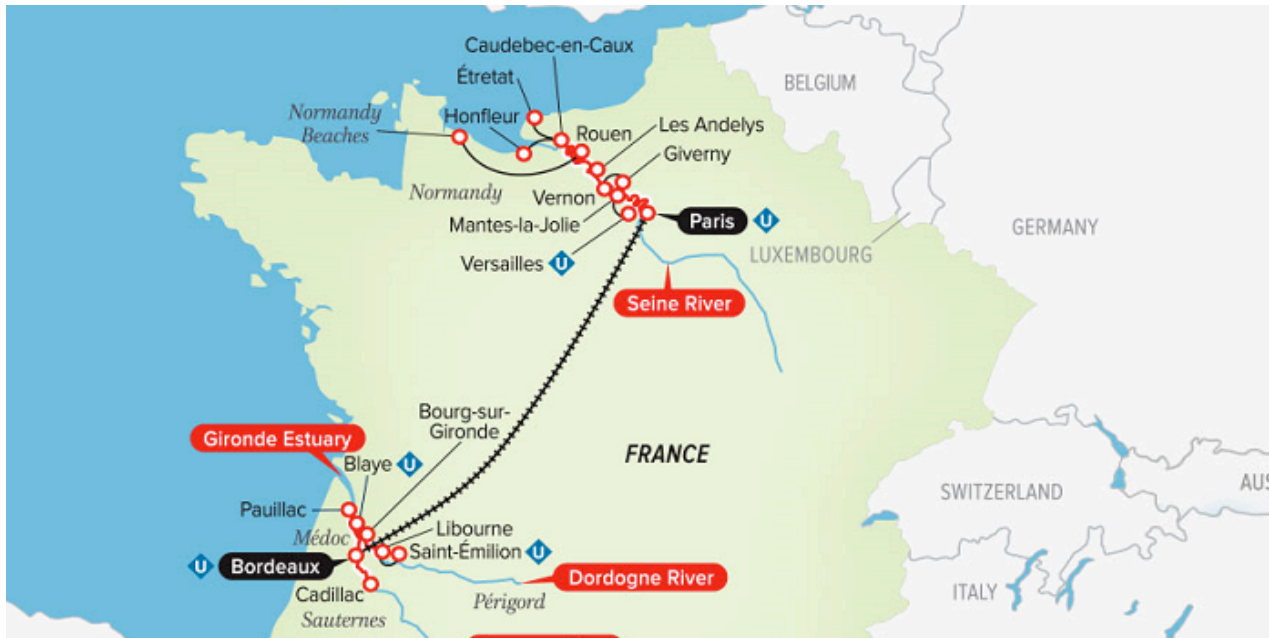 Caudebec-en-Caux
Étretat
Normandy
Beaches
Honfleur
Rouen
Les Andelys
Giverny
Normandy
Vernon
Mantes-la-Jolie
Paris
U
Versailles
U
Seine River
BELGIUM
LUXEMBOURG
GERMANY
Bourg-sur-
Gironde
Gironde Estuary
Blaye
U
FRANCE
Pauillac
Médoc
Libourne
Saint-Émilion
U
U
Bordeaux
Dordogne River
Cadillac
Périgord
Sauternes
SWITZERLAND
AUS
ITALY